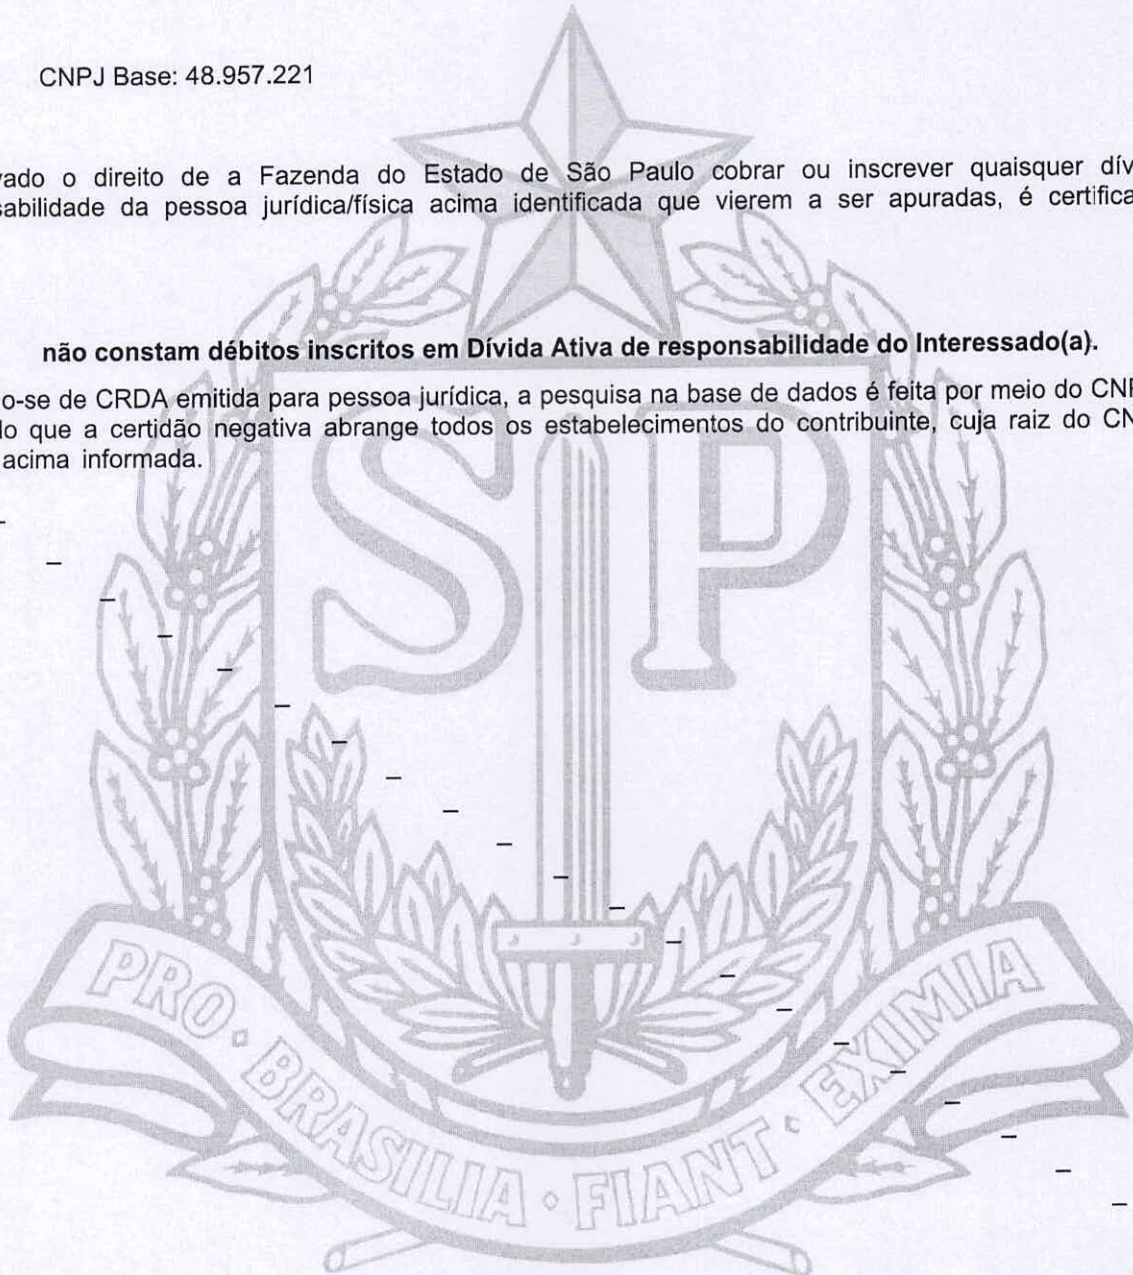 CNPJ Base: 48.957.221
vado o direito de a Fazenda do Estado de São Paulo cobrar ou inscrever quaisquer dív
sabilidade da pessoa jurídica/física acima identificada que vierem a ser apuradas, é certifica
não constam débitos inscritos em Dívida Ativa de responsabilidade do Interessado(a).
o-se de CRDA emitida para pessoa jurídica, a pesquisa na base de dados é feita por meio do CNP
do que a certidão negativa abrange todos os estabelecimentos do contribuinte, cuja raiz do CN
acima informada.
SP
PRO · BRASILIA · FIANT · EXIMIA